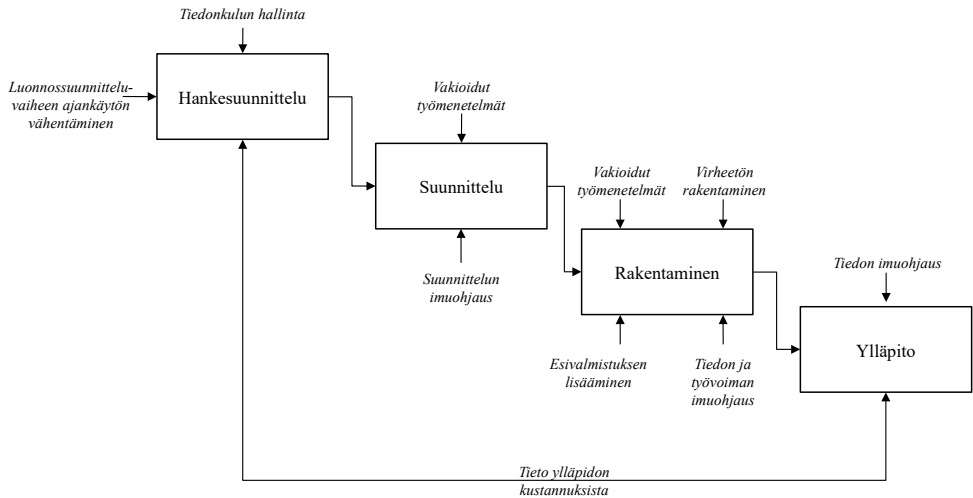 Tiedonkulun hallinta
Luonnossuunnittelu-
vaiheen ajankäytön
vähentäminen
Hankesuunnittelu
Vakioidut
työmenetelmät
Suunnittelu
Suunnittelun
imuohjaus
Vakioidut
työmenetelmät
Virheetön
rakentaminen
Rakentaminen
Esivalmistuksen
lisääminen
Tiedon ja
työvoiman
imuohjaus
Tiedon imuohjaus
Ylläpito
Tieto ylläpidon
kustannuksista